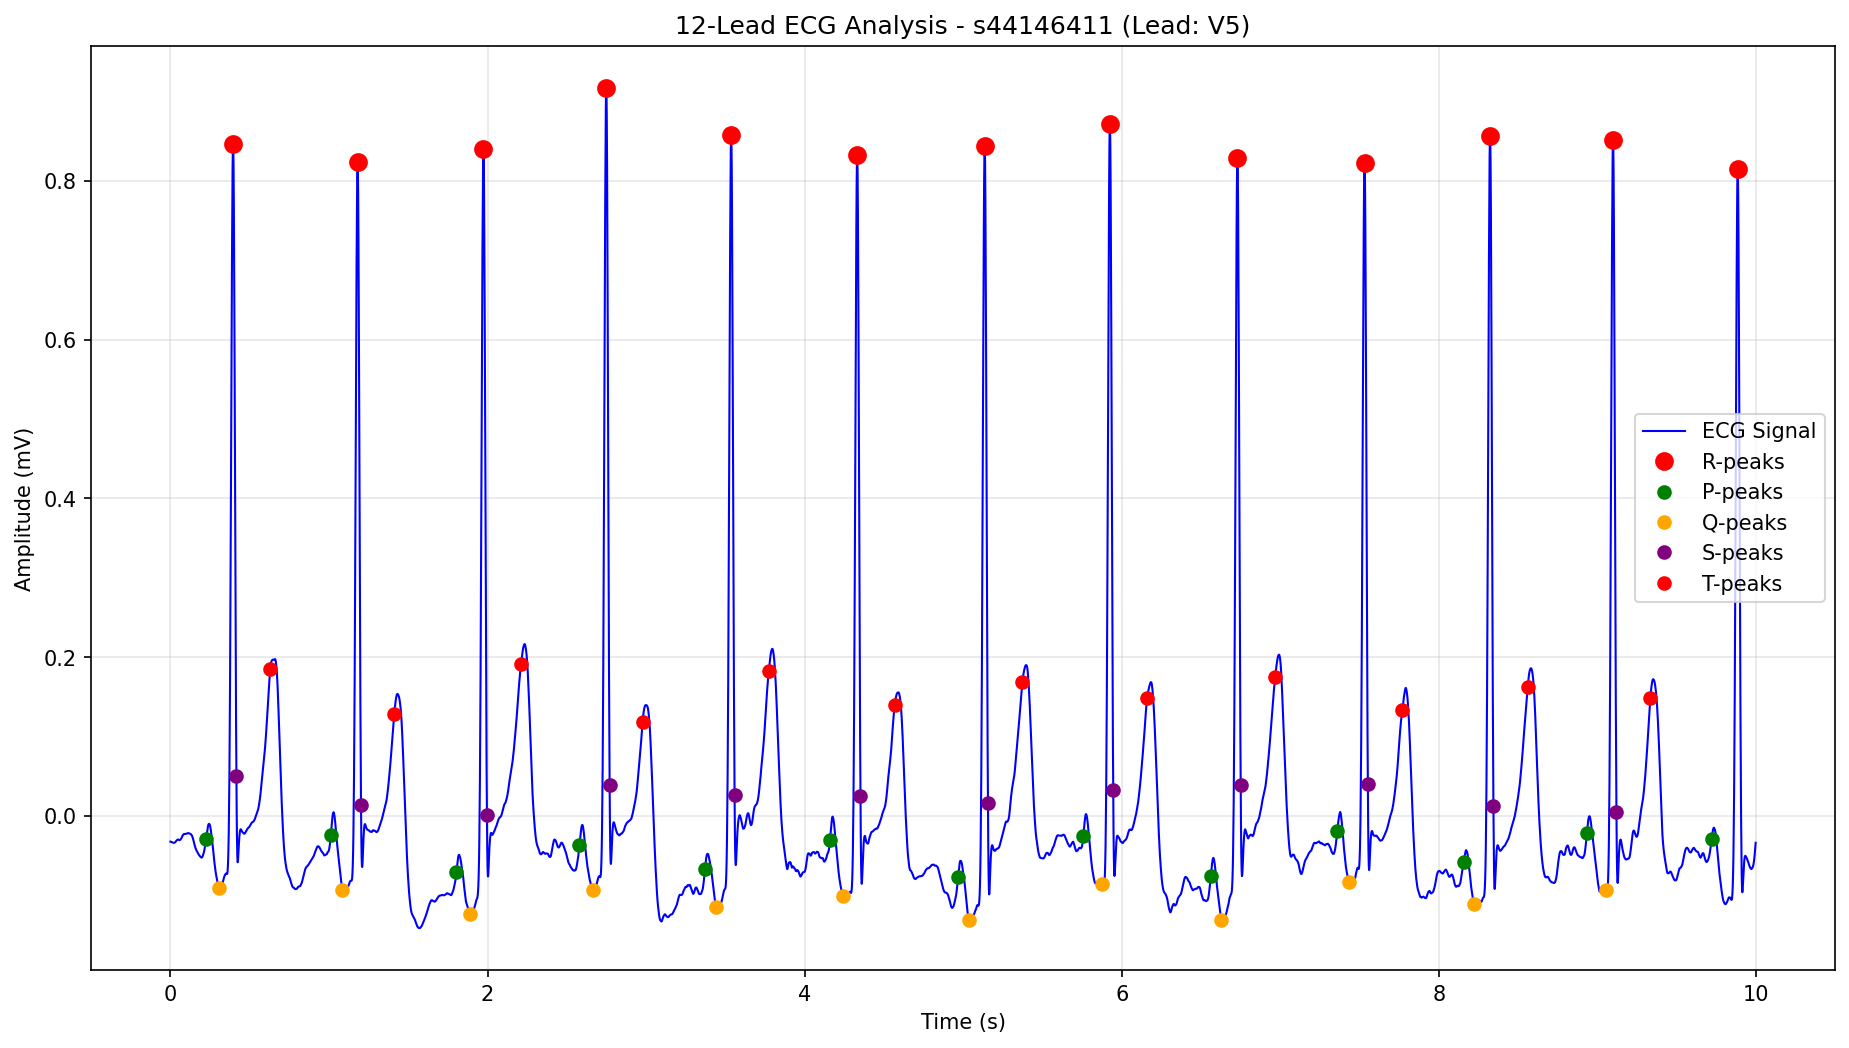 12-Lead ECG Analysis - s44146411 (Lead: V5)
Amplitude (mV)
0.8
0.6
0.4
0.2
0.0
ECG Signal
R-peaks
P-peaks
Q-peaks
S-peaks
T-peaks
0 2 4 6 8 10
Time (s)